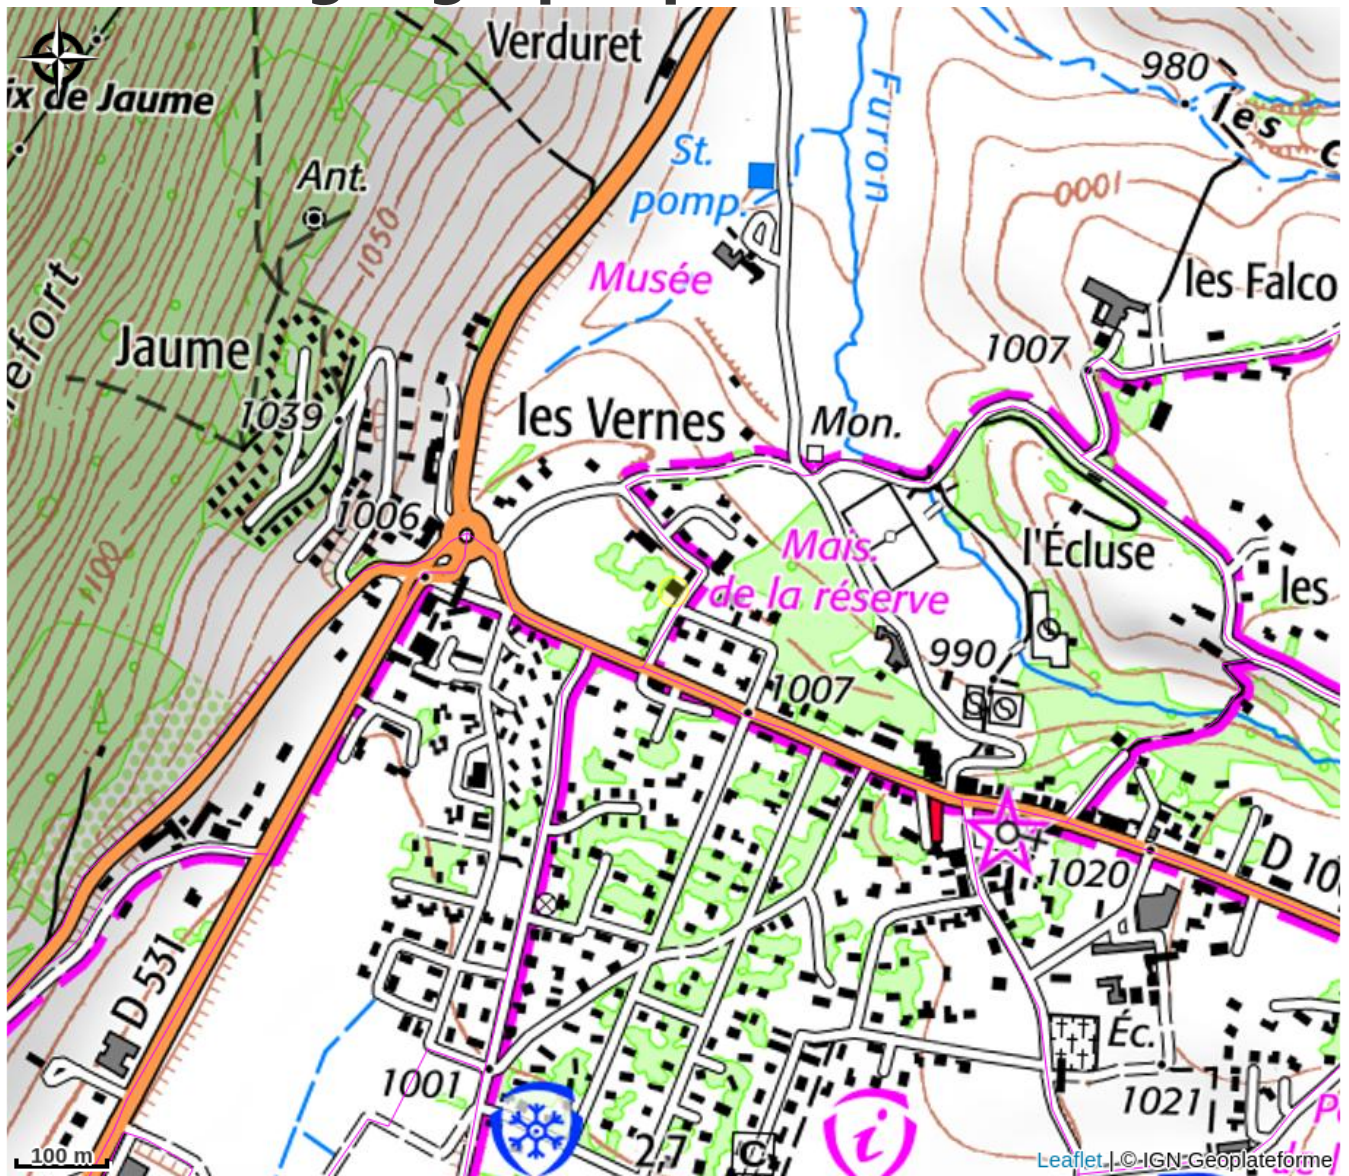 Verduret
980
ix de Jaume
Furon
les
St.
pomp.
Ant.
1000
1050
Musée
les Falco
efort
Jaume
1007
1039
les Vernes
Mon.
1006
Mais.
de la réserve
l'Écluse
les
1100
990
1007
D 10
1020
D 531
Éc.
1001
1021
i
2,7
C
100 m
Leaflet | © IGN-Geoplateforme